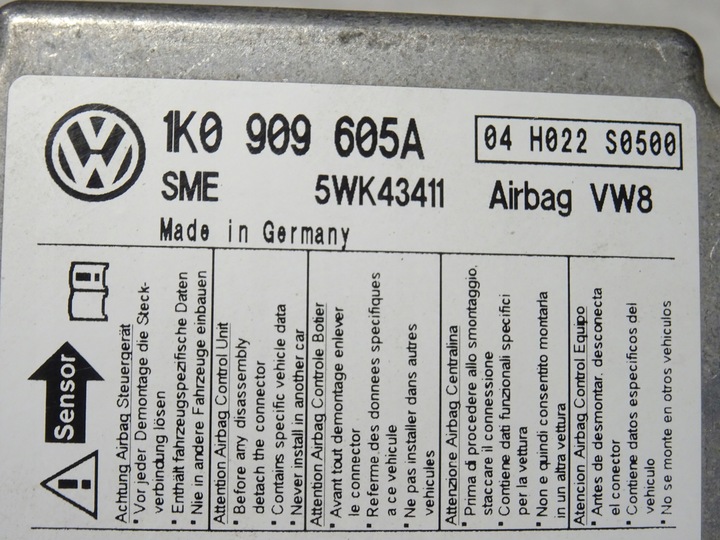 1K0 909 605A
04 H022 S0500
SME 5WK43411 Airbag VW8
Made in Germany
Sensor
Achtung Airbag Steuergerät
• Vor jeder Demontage die Steck-
verbindung lösen
• Enthält fahrzeugspezifische Daten
• Nie in andere Fahrzeuge einbauen
Attention Airbag Control Unit
• Before any disassembly
detach the connector
• Contains specific vehicle data
• Never install in another car
Attention Airbag Controle Botier
• Avant tout demontage enlever
le connector
• Referme des donnees specifiques
a ce vehicule
• Ne pas installer dans autres
vehicules
Attenzione Airbag Centralina
• Prima di procedere allo smontaggio,
staccare il connessione
• Contiene dati funzionali specifici
per la vettura
• Non e quindi consentito montarla
in un altra vettura
Atencion Airbag Control Equipo
• Antes de desmontar, desconecta
el conector
• Contiene datos especificos del
vehiculo
• No se monte en otros vehiculos